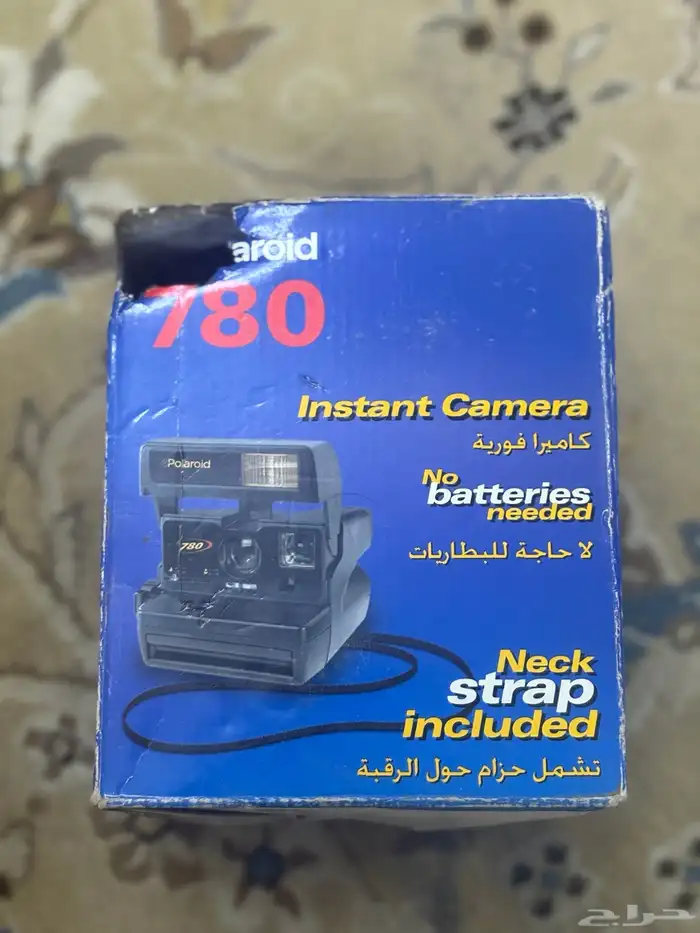 aroid
780
Instant Camera
كاميرا فورية
No
batteries
needed
لا حاجة للبطاريات
Polaroid
780
Neck
strap
included
تشمل حزام حول الرقبة
حراج